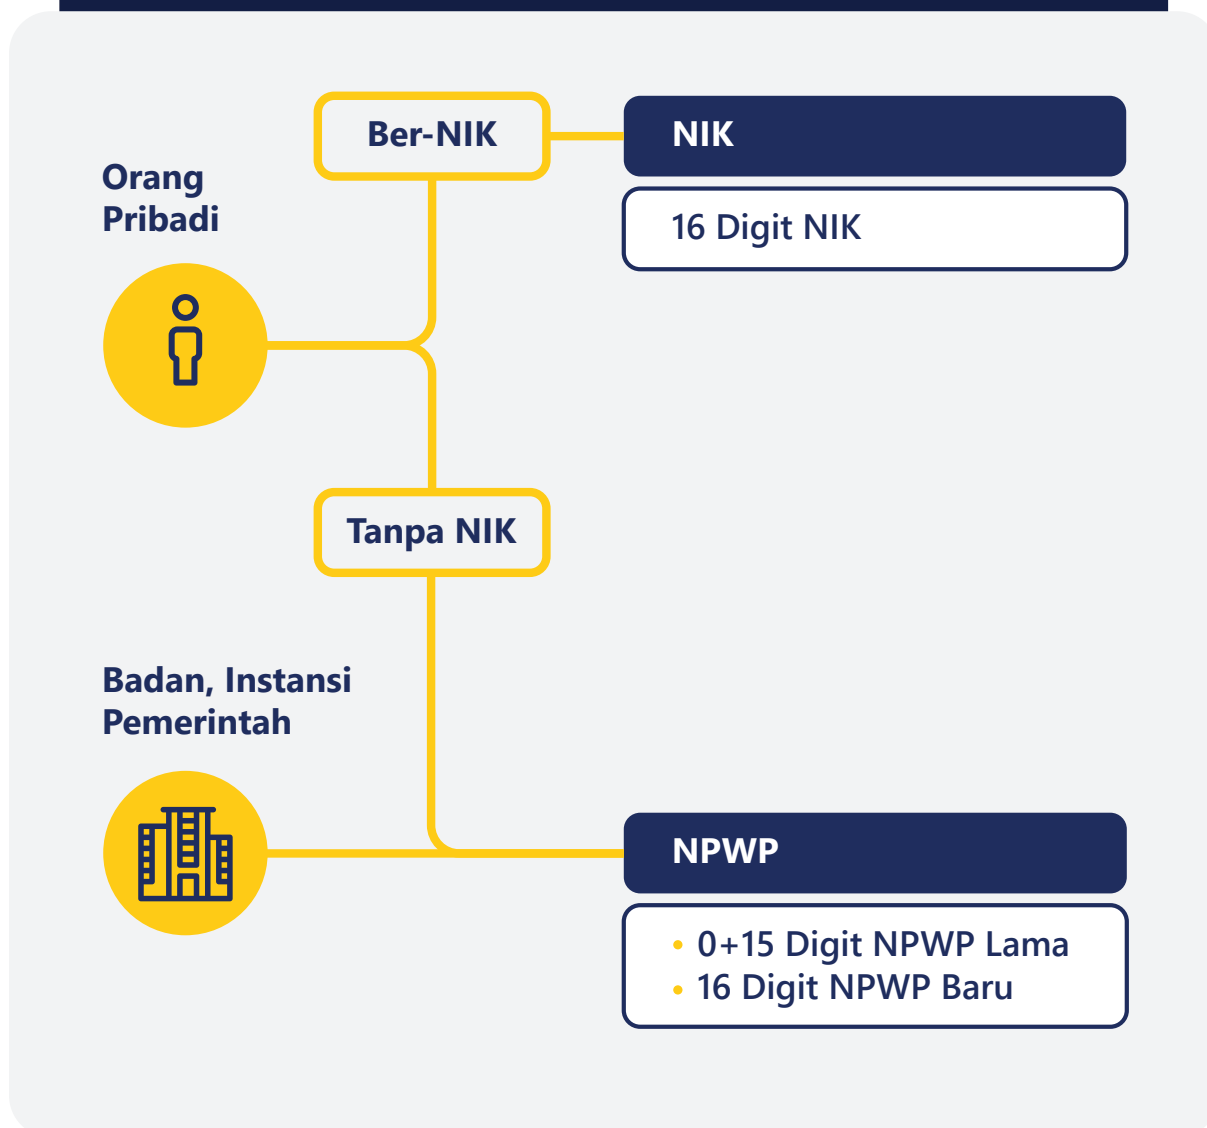 Ber-NIK
NIK
Orang
Pribadi
16 Digit NIK
Tanpa NIK
Badan, Instansi
Pemerintah
NPWP
• 0+15 Digit NPWP Lama
• 16 Digit NPWP Baru